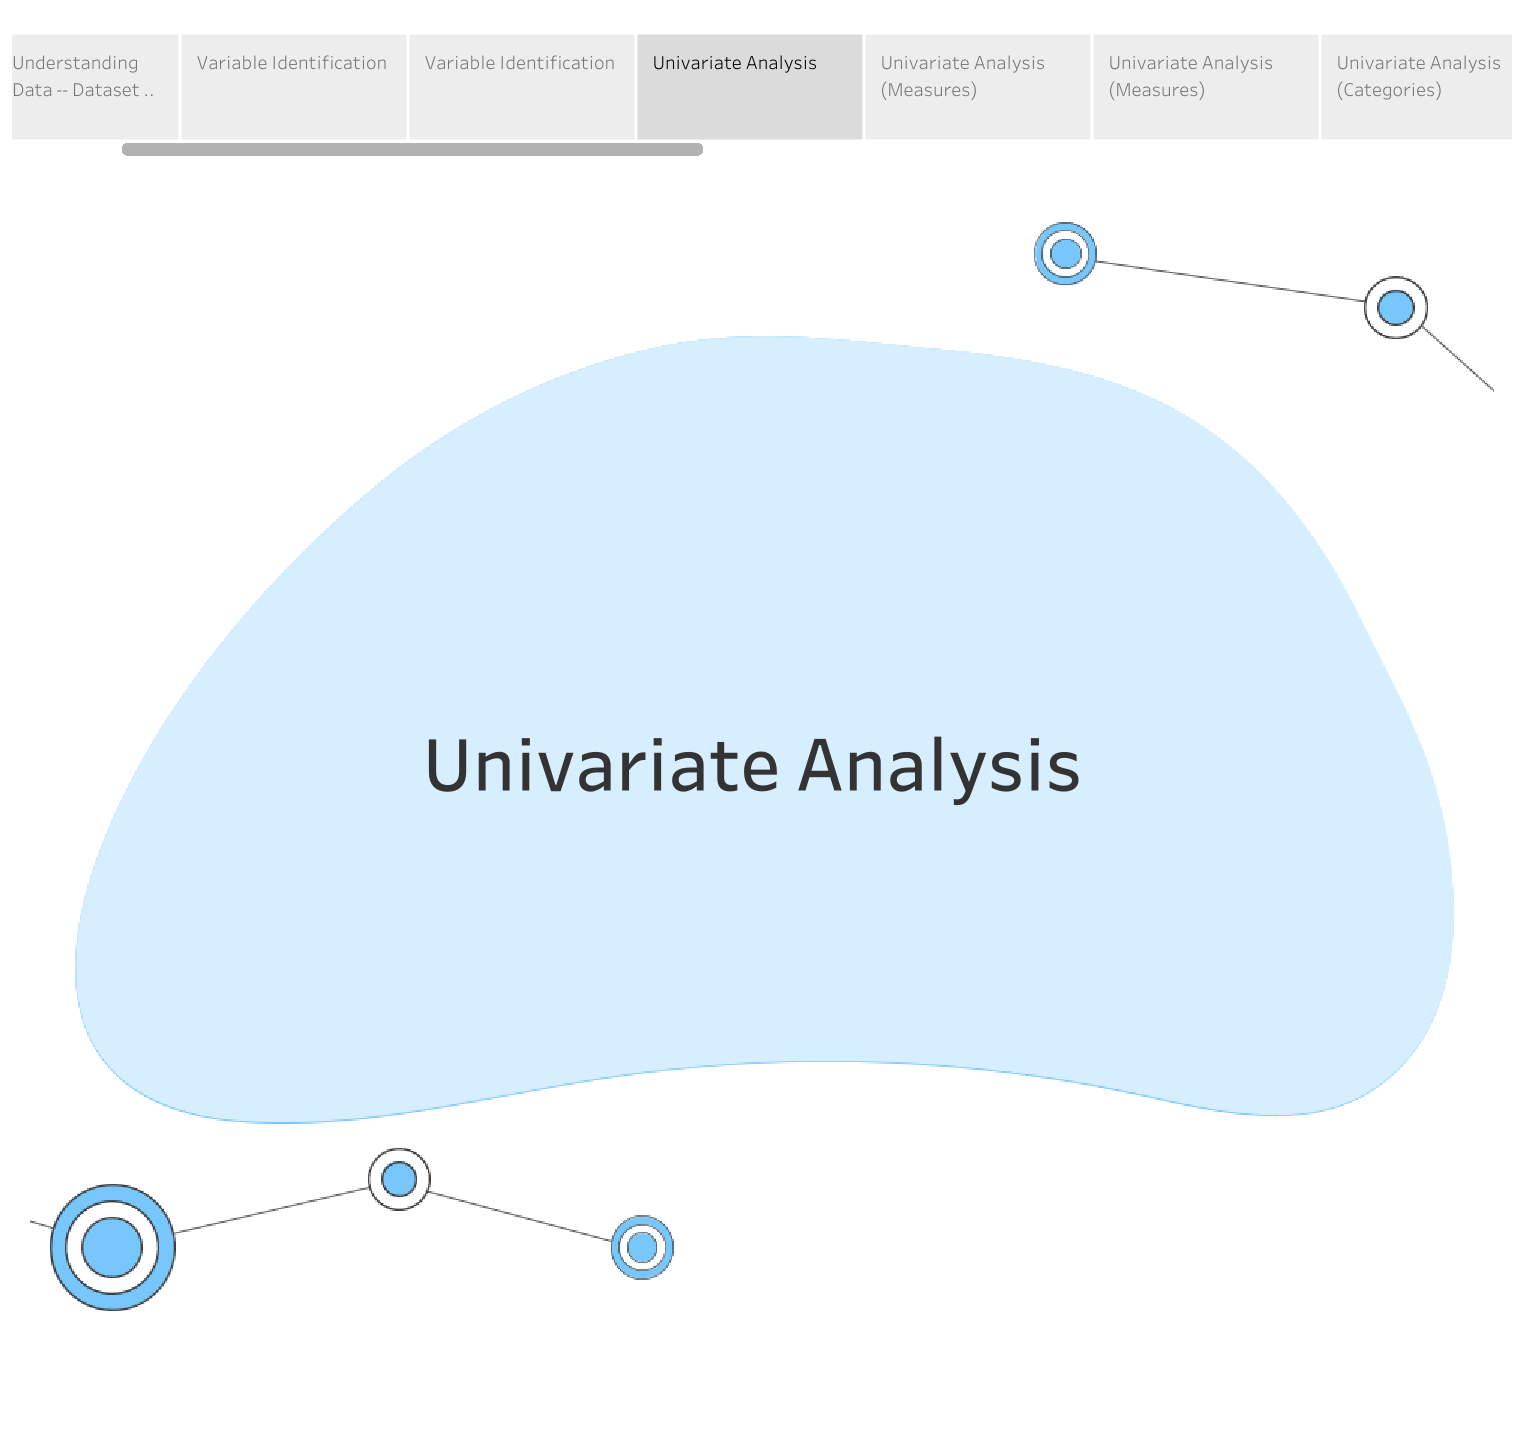 Understanding
Data -- Dataset ..
Variable Identification
Variable Identification
Univariate Analysis
Univariate Analysis
(Measures)
Univariate Analysis
(Measures)
Univariate Analysis
(Categories)
Univariate Analysis